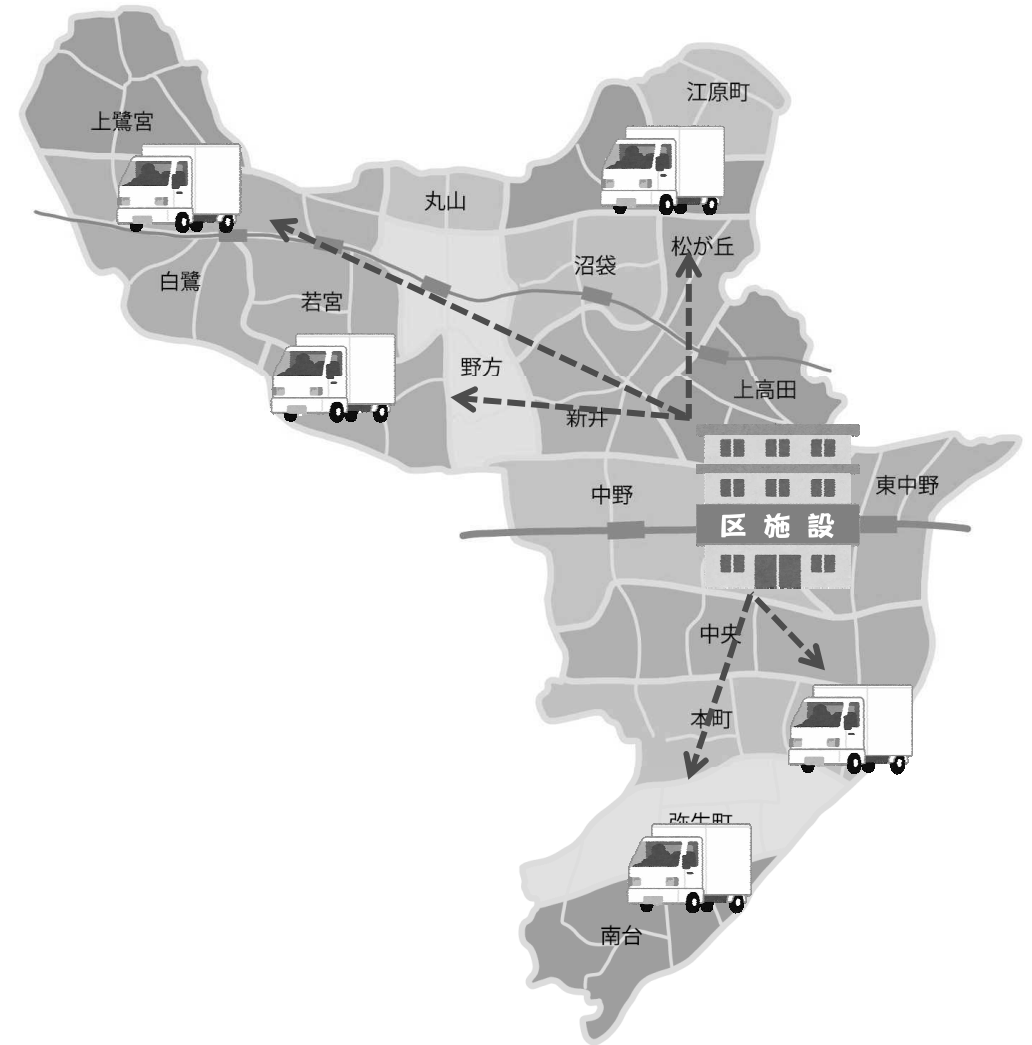 江原町
上鷺宮
丸山
松が丘
沼袋
白鷺
若宮
野方
上高田
新井
東中野
中野
区施設
中央
本町
弥生町
南台